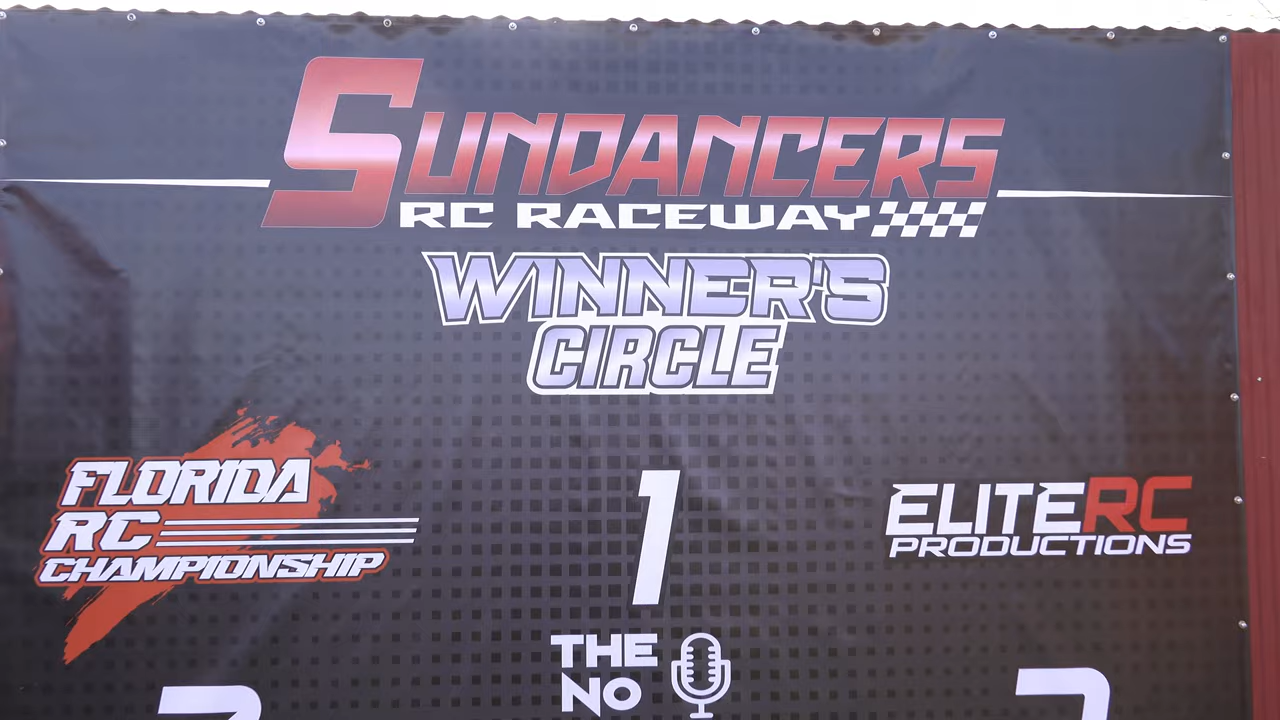 SUNDANCERS
RC RACEWAY
WINNER'S
CIRCLE
FLORIDA
RC
CHAMPIONSHIP
1
ELITERC
PRODUCTIONS
THE
NO